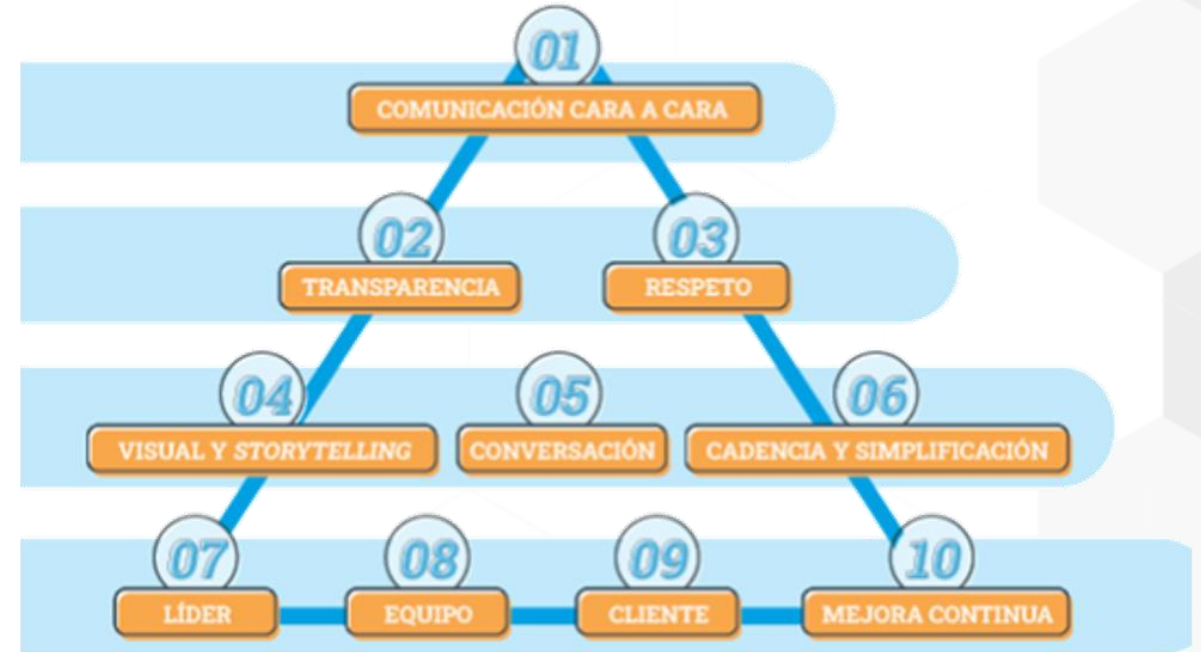 01
COMUNICACIÓN CARA A CARA
02
TRANSPARENCIA
03
RESPETO
04
VISUAL Y STORYTELLING
05
CONVERSACIÓN
06
CADENCIA Y SIMPLIFICACIÓN
07
LÍDER
08
EQUIPO
09
CLIENTE
10
MEJORA CONTINUA